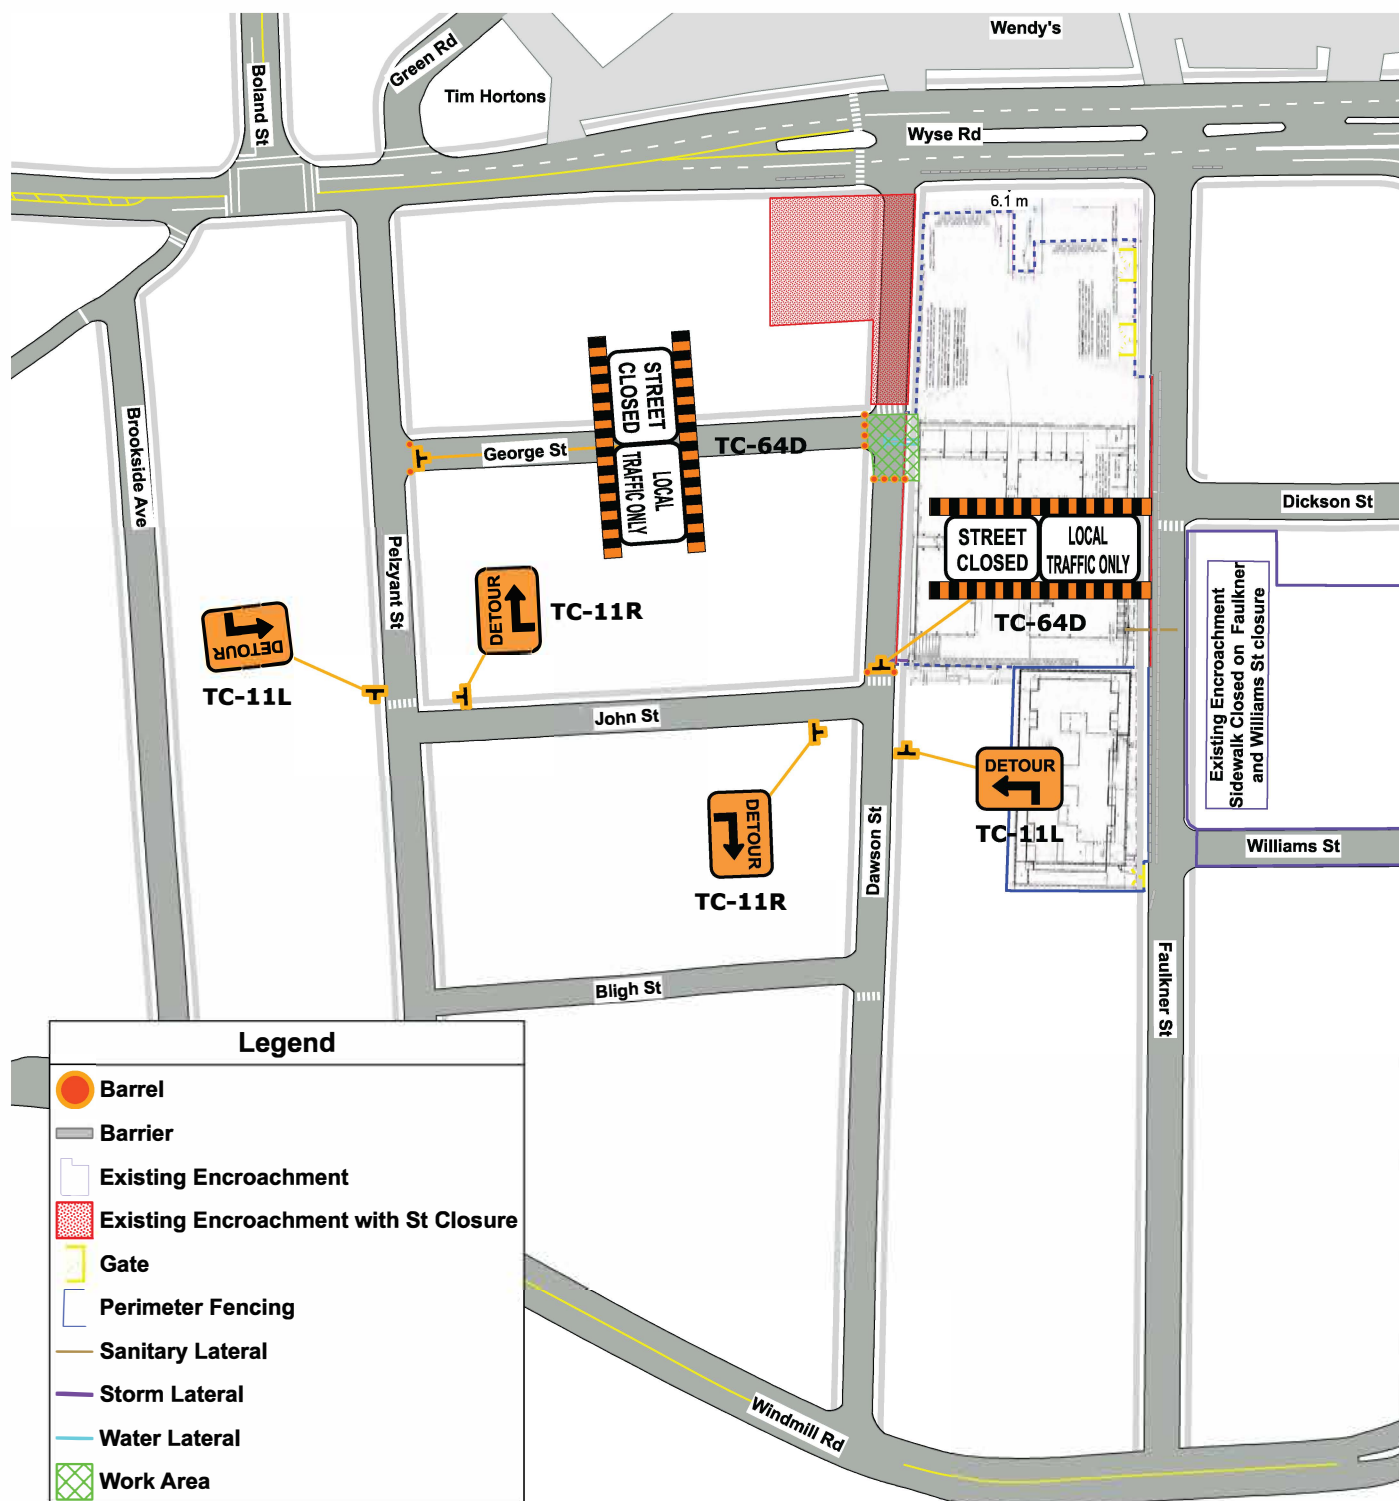 Wendy's
Boland St
Green Rd
Tim Hortons
Wyse Rd
6.1 m
Brookside Ave
George St
STREET
CLOSED
LOCAL
TRAFFIC ONLY
TC-64D
Dickson St
Pelzyant St
DETOUR
TC-11R
STREET
CLOSED
LOCAL
TRAFFIC ONLY
TC-64D
DETOUR
TC-11L
Existing Encroachment
Sidewalk Closed on Faulkner
and Williams St closure
John St
DETOUR
TC-11R
DETOUR
TC-11L
Dawson St
Williams St
Faulkner St
Bligh St
Windmill Rd
Legend
Barrel
Barrier
Existing Encroachment
Existing Encroachment with St Closure
Gate
Perimeter Fencing
Sanitary Lateral
Storm Lateral
Water Lateral
Work Area